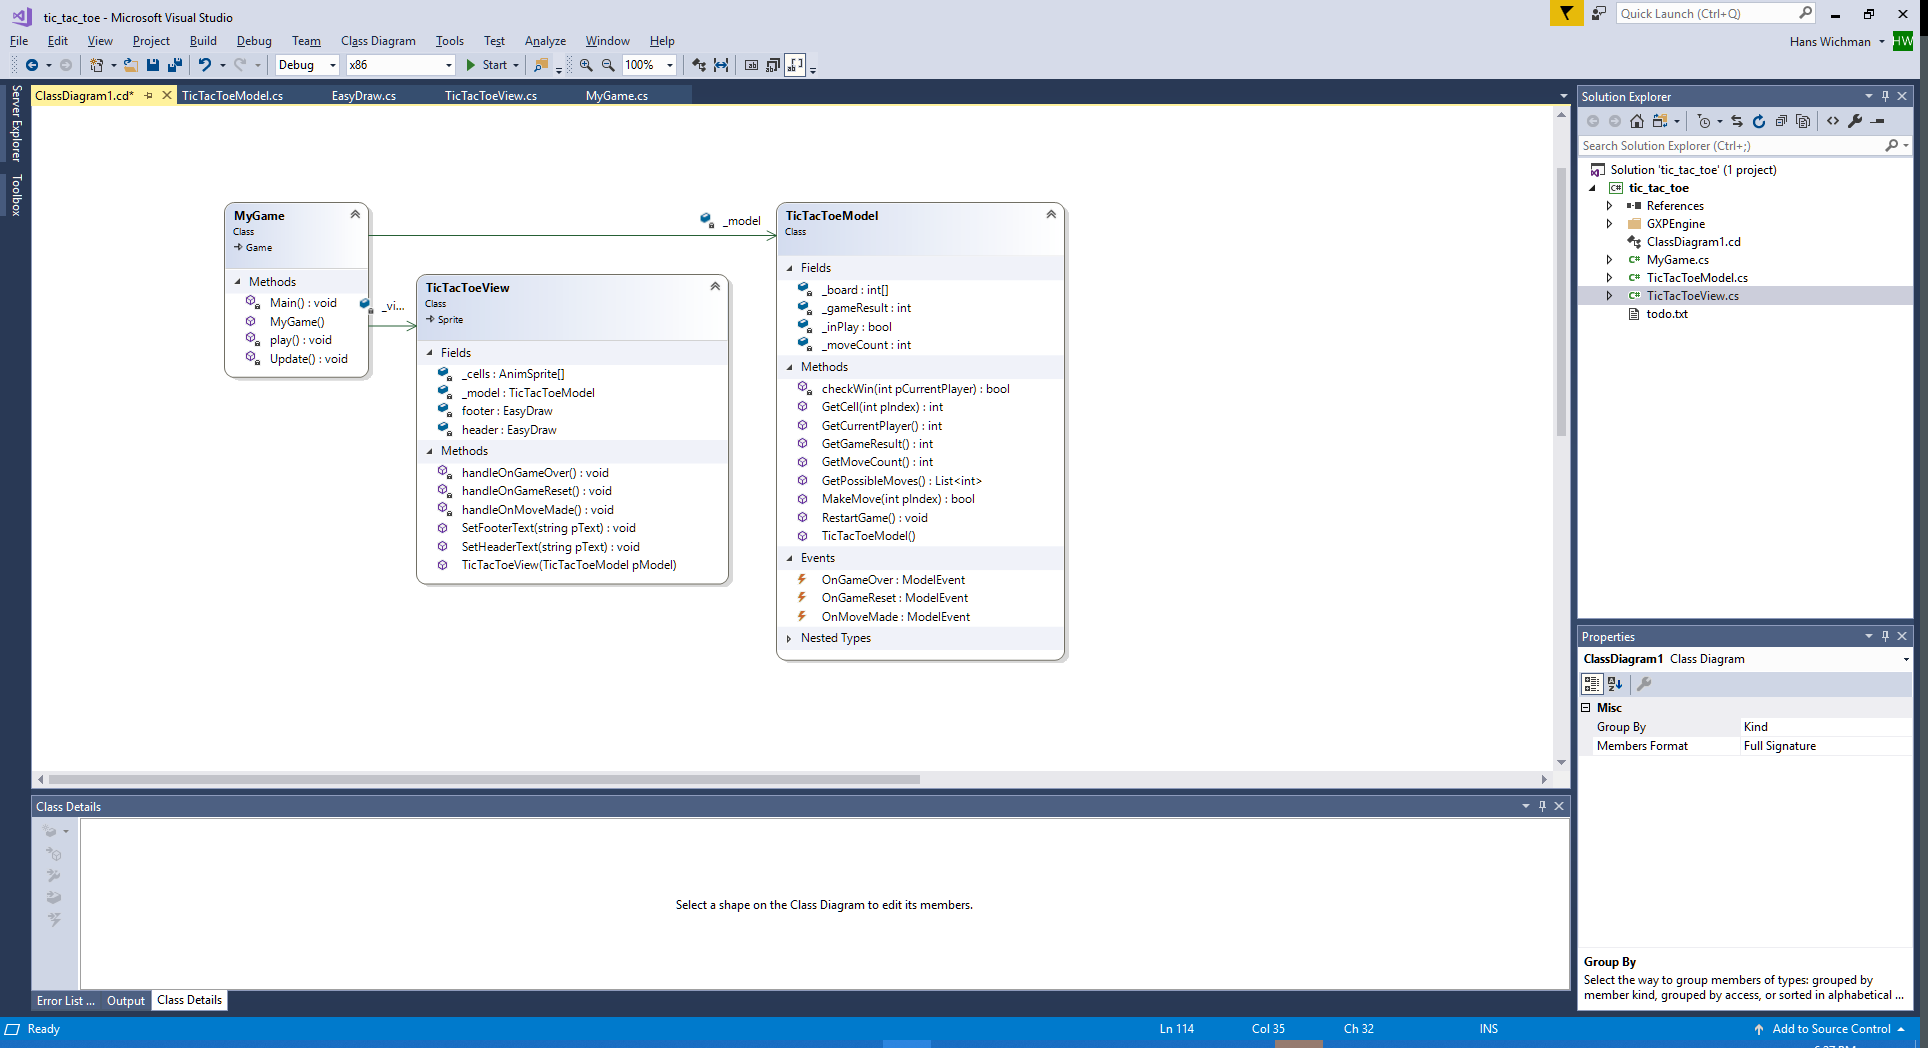 tic_tac_toe - Microsoft Visual Studio
Quick Launch (Ctrl+Q)
File Edit View Project Build Debug Team Class Diagram Tools Test Analyze Window Help
Hans Wichman HW
Debug x86 Start 100%
ClassDiagram1.cd* TicTacToeModel.cs EasyDraw.cs TicTacToeView.cs MyGame.cs
Server Explorer
Toolbox
MyGame
Class
Game
Methods
Main() : void
MyGame()
play() : void
Update() : void
_model
_vi...
TicTacToeView
Class
Sprite
Fields
_cells : AnimSprite[]
_model : TicTacToeModel
footer : EasyDraw
header : EasyDraw
Methods
handleOnGameOver() : void
handleOnGameReset() : void
handleOnMoveMade() : void
SetFooterText(string pText) : void
SetHeaderText(string pText) : void
TicTacToeView(TicTacToeModel pModel)
TicTacToeModel
Class
Fields
_board : int[]
_gameResult : int
_inPlay : bool
_moveCount : int
Methods
checkWin(int pCurrentPlayer) : bool
GetCell(int pIndex) : int
GetCurrentPlayer() : int
GetGameResult() : int
GetMoveCount() : int
GetPossibleMoves() : List<int>
MakeMove(int pIndex) : bool
RestartGame() : void
TicTacToeModel()
Events
OnGameOver : ModelEvent
OnGameReset : ModelEvent
OnMoveMade : ModelEvent
Nested Types
Solution Explorer
Search Solution Explorer (Ctrl+;)
Solution 'tic_tac_toe' (1 project)
C# tic_tac_toe
References
GXPEngine
ClassDiagram1.cd
C# MyGame.cs
C# TicTacToeModel.cs
C# TicTacToeView.cs
todo.txt
Properties
ClassDiagram1 Class Diagram
Misc
Group By Kind
Members Format Full Signature
Group By
Select the way to group members of types: grouped by
member kind, grouped by access, or sorted in alphabetical ...
Class Details
Select a shape on the Class Diagram to edit its members.
Error List ... Output Class Details
Ready Ln 114 Col 35 Ch 32 INS Add to Source Control